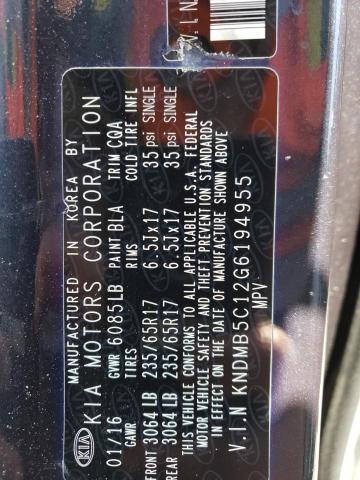 V.I.N
KIA
MANUFACTURED IN KOREA BY
KIA MOTORS CORPORATION
01/16 GVWR 6085LB PAINT BLA TRIM CQA
GAWR TIRES RIMS COLD TIRE INFL
FRONT 3064 LB 235/65R17 6.5Jx17 35 psi SINGLE
REAR 3064 LB 235/65R17 6.5Jx17 35 psi SINGLE
THIS VEHICLE CONFORMS TO ALL APPLICABLE U.S.A. FEDERAL
MOTOR VEHICLE SAFETY AND THEFT PREVENTION STANDARDS
IN EFFECT ON THE DATE OF MANUFACTURE SHOWN ABOVE
V.I.N KNDMB5C12G6194955
MPV